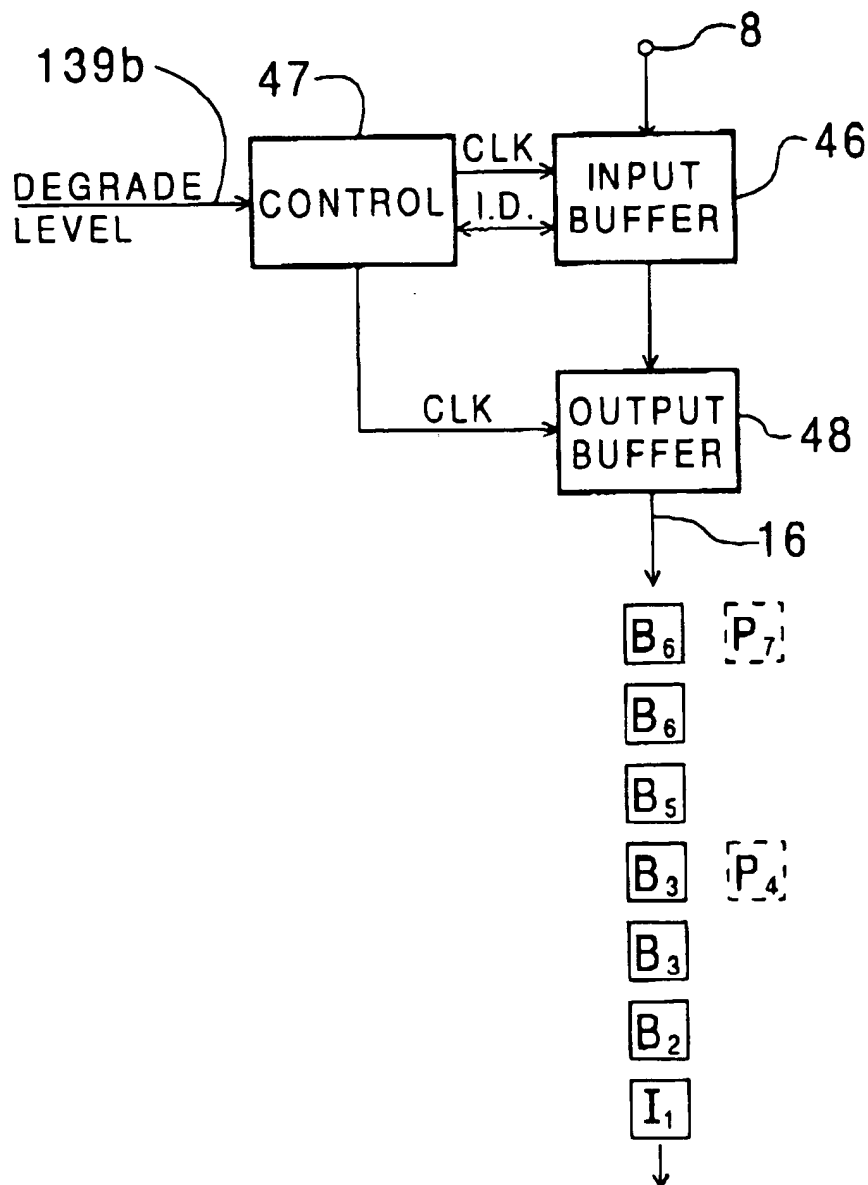 139b
47
8
46
DEGRADE
LEVEL
CONTROL
CLK
I.D.
INPUT
BUFFER
CLK
OUTPUT
BUFFER
48
16
B6 P7
B6
B5
B3 P4
B3
B2
I1